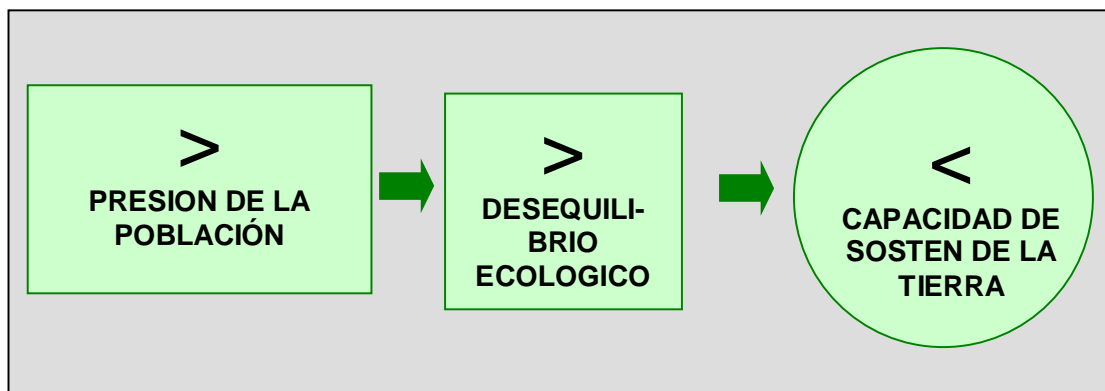 >
PRESION DE LA
POBLACIÓN
>
DESEQUILI-
BRIO
ECOLOGICO
<
CAPACIDAD DE
SOSTEN DE LA
TIERRA